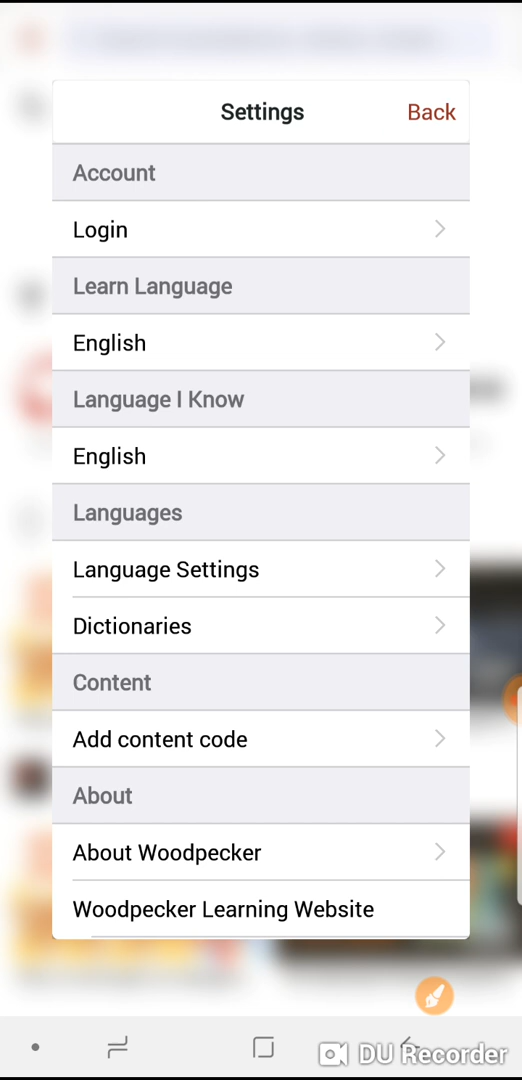 Settings
Back
Account
Login
Learn Language
English
Language I Know
English
Languages
Language Settings
Dictionaries
Content
Add content code
About
About Woodpecker
Woodpecker Learning Website
DU Recorder